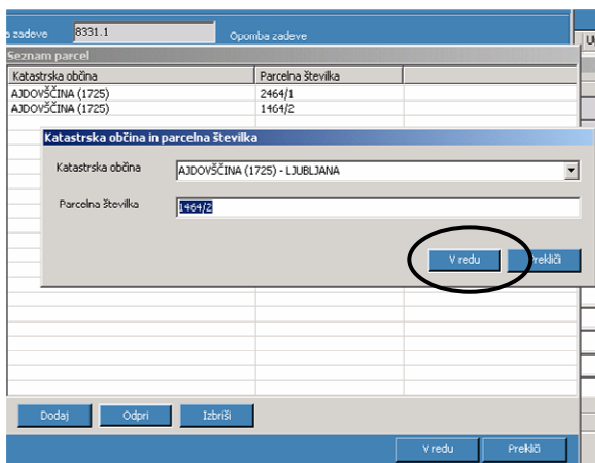 a zadeve 8331.1 Opomba zadeve
Seznam parcel
Katastrska občina Parcelna številka
AJDOVŠČINA (1725) 2464/1
AJDOVŠČINA (1725) 1464/2
Katastrska občina in parcelna številka
Katastrska občina AJDOVŠČINA (1725) - LJUBLJANA
Parcelna številka 1464/2
V redu Prekliči
Dodaj Odpri Izbriši
V redu Prekliči